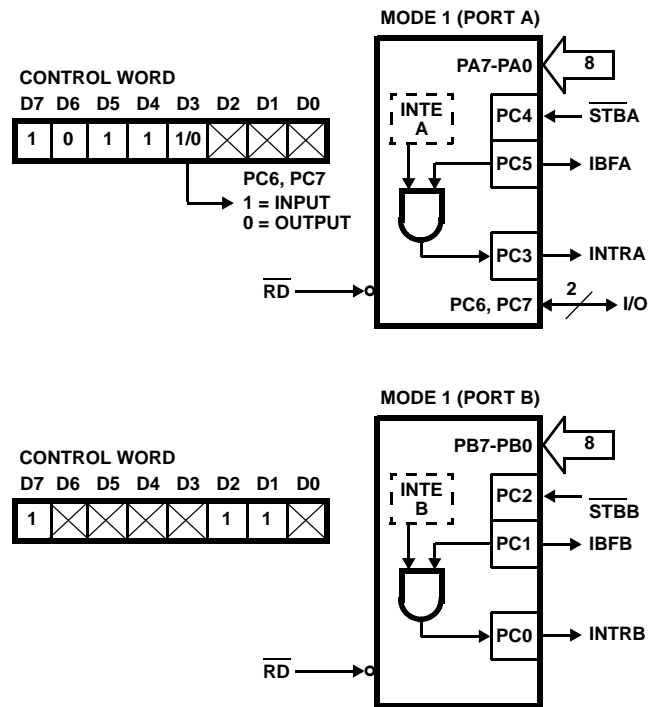 MODE 1 (PORT A)
CONTROL WORD
D7 D6 D5 D4 D3 D2 D1 D0
1 0 1 1 1/0
PC6, PC7
1 = INPUT
0 = OUTPUT
PA7-PA0
8
INTE
A
PC4
STBA
PC5
IBFA
PC3
INTRA
RD
PC6, PC7
2
I/O
MODE 1 (PORT B)
CONTROL WORD
D7 D6 D5 D4 D3 D2 D1 D0
1 1 1
PB7-PB0
8
INTE
B
PC2
STBB
PC1
IBFB
PC0
INTRB
RD